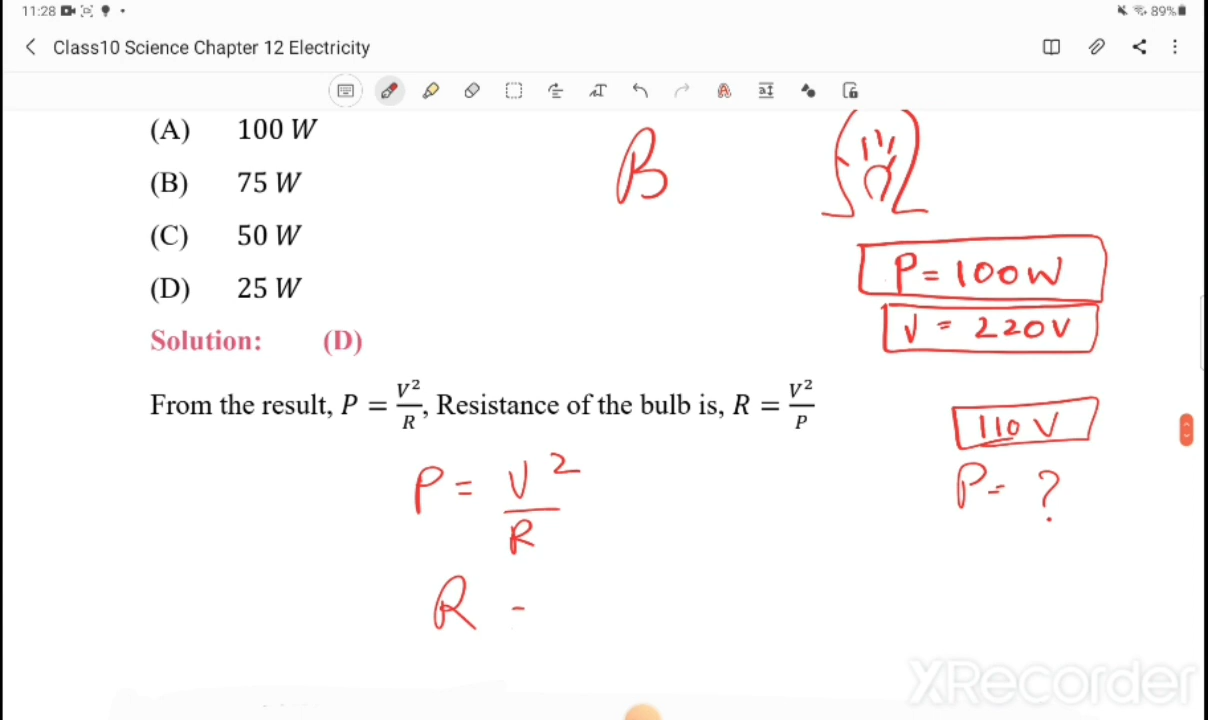 11:28 89%
Class10 Science Chapter 12 Electricity
(A) 100 W
(B) 75 W
(C) 50 W
(D) 25 W
B
P = 100W
V = 220V
Solution: (D)
From the result, P = V²/R, Resistance of the bulb is, R = V²/P
110 V
P = ?
P = V²/R
R =
XRecorder